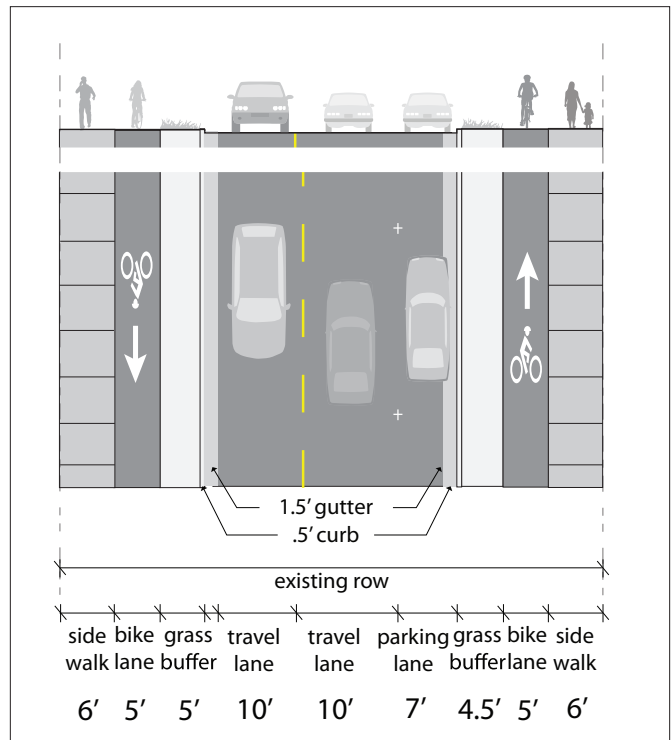 1.5’ gutter
.5’ curb
existing row
side walk
bike lane
grass buffer
travel lane
travel lane
parking lane
grass buffer
bike lane
side walk
6’ 5’ 5’ 10’ 10’ 7’ 4.5’ 5’ 6’